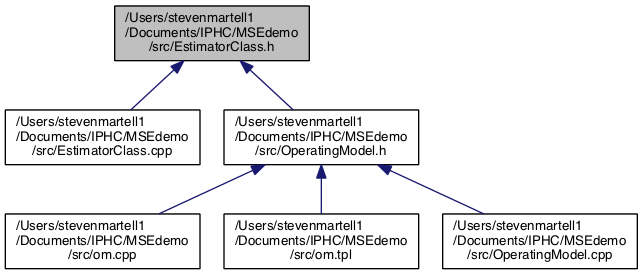 /Users/stevenmartell1
/Documents/IPHC/MSEdemo
/src/EstimatorClass.h
/Users/stevenmartell1
/Documents/IPHC/MSEdemo
/src/EstimatorClass.cpp
/Users/stevenmartell1
/Documents/IPHC/MSEdemo
/src/OperatingModel.h
/Users/stevenmartell1
/Documents/IPHC/MSEdemo
/src/om.cpp
/Users/stevenmartell1
/Documents/IPHC/MSEdemo
/src/om.tpl
/Users/stevenmartell1
/Documents/IPHC/MSEdemo
/src/OperatingModel.cpp